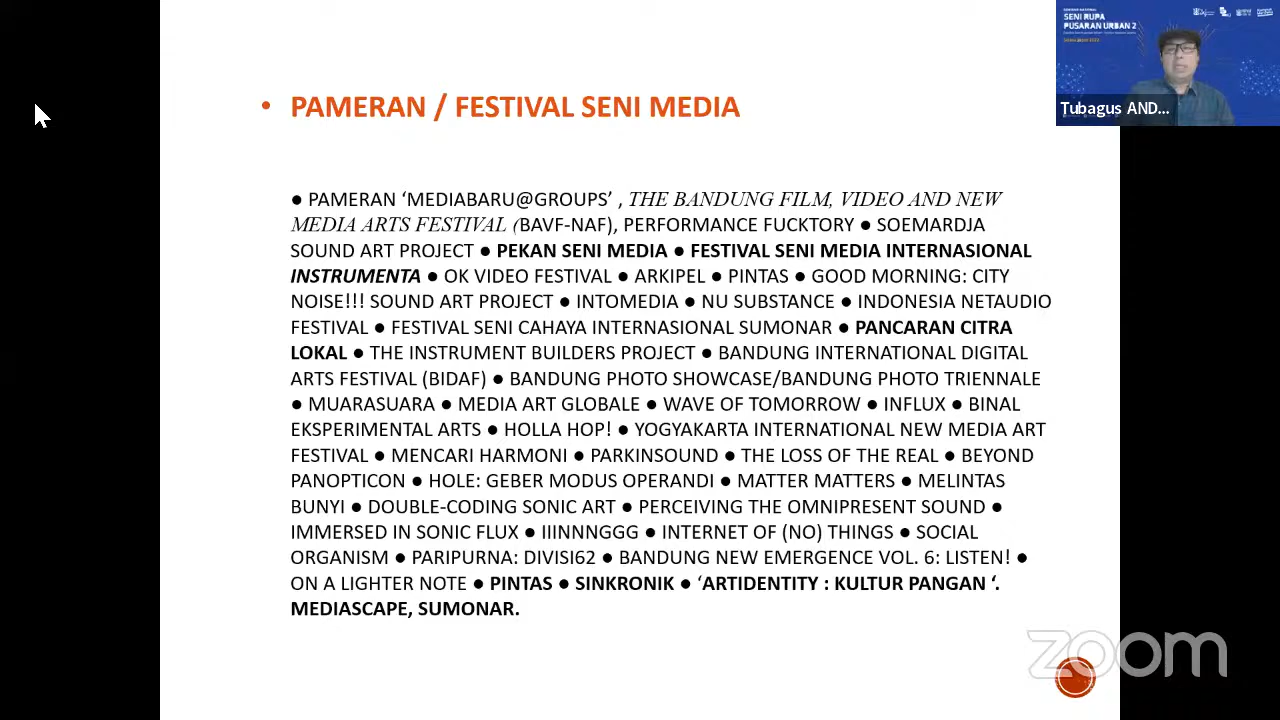 SENI RUPA
PUSARAN URBAN 2
Tubagus AND...
• PAMERAN / FESTIVAL SENI MEDIA
● PAMERAN ‘MEDIABARU@GROUPS’ , THE BANDUNG FILM, VIDEO AND NEW
MEDIA ARTS FESTIVAL (BAVF-NAF), PERFORMANCE FUCKTORY ● SOEMARDJA
SOUND ART PROJECT ● PEKAN SENI MEDIA ● FESTIVAL SENI MEDIA INTERNASIONAL
INSTRUMENTA ● OK VIDEO FESTIVAL ● ARKIPEL ● PINTAS ● GOOD MORNING: CITY
NOISE!!! SOUND ART PROJECT ● INTOMEDIA ● NU SUBSTANCE ● INDONESIA NETAUDIO
FESTIVAL ● FESTIVAL SENI CAHAYA INTERNASIONAL SUMONAR ● PANCARAN CITRA
LOKAL ● THE INSTRUMENT BUILDERS PROJECT ● BANDUNG INTERNATIONAL DIGITAL
ARTS FESTIVAL (BIDAF) ● BANDUNG PHOTO SHOWCASE/BANDUNG PHOTO TRIENNALE
● MUARASUARA ● MEDIA ART GLOBALE ● WAVE OF TOMORROW ● INFLUX ● BINAL
EKSPERIMENTAL ARTS ● HOLLA HOP! ● YOGYAKARTA INTERNATIONAL NEW MEDIA ART
FESTIVAL ● MENCARI HARMONI ● PARKINSOUND ● THE LOSS OF THE REAL ● BEYOND
PANOPTICON ● HOLE: GEBER MODUS OPERANDI ● MATTER MATTERS ● MELINTAS
BUNYI ● DOUBLE-CODING SONIC ART ● PERCEIVING THE OMNIPRESENT SOUND ●
IMMERSED IN SONIC FLUX ● IIINNNGGG ● INTERNET OF (NO) THINGS ● SOCIAL
ORGANISM ● PARIPURNA: DIVISI62 ● BANDUNG NEW EMERGENCE VOL. 6: LISTEN! ●
ON A LIGHTER NOTE ● PINTAS ● SINKRONIK ● ‘ARTIDENTITY : KULTUR PANGAN ‘.
MEDIASCAPE, SUMONAR.
zoom